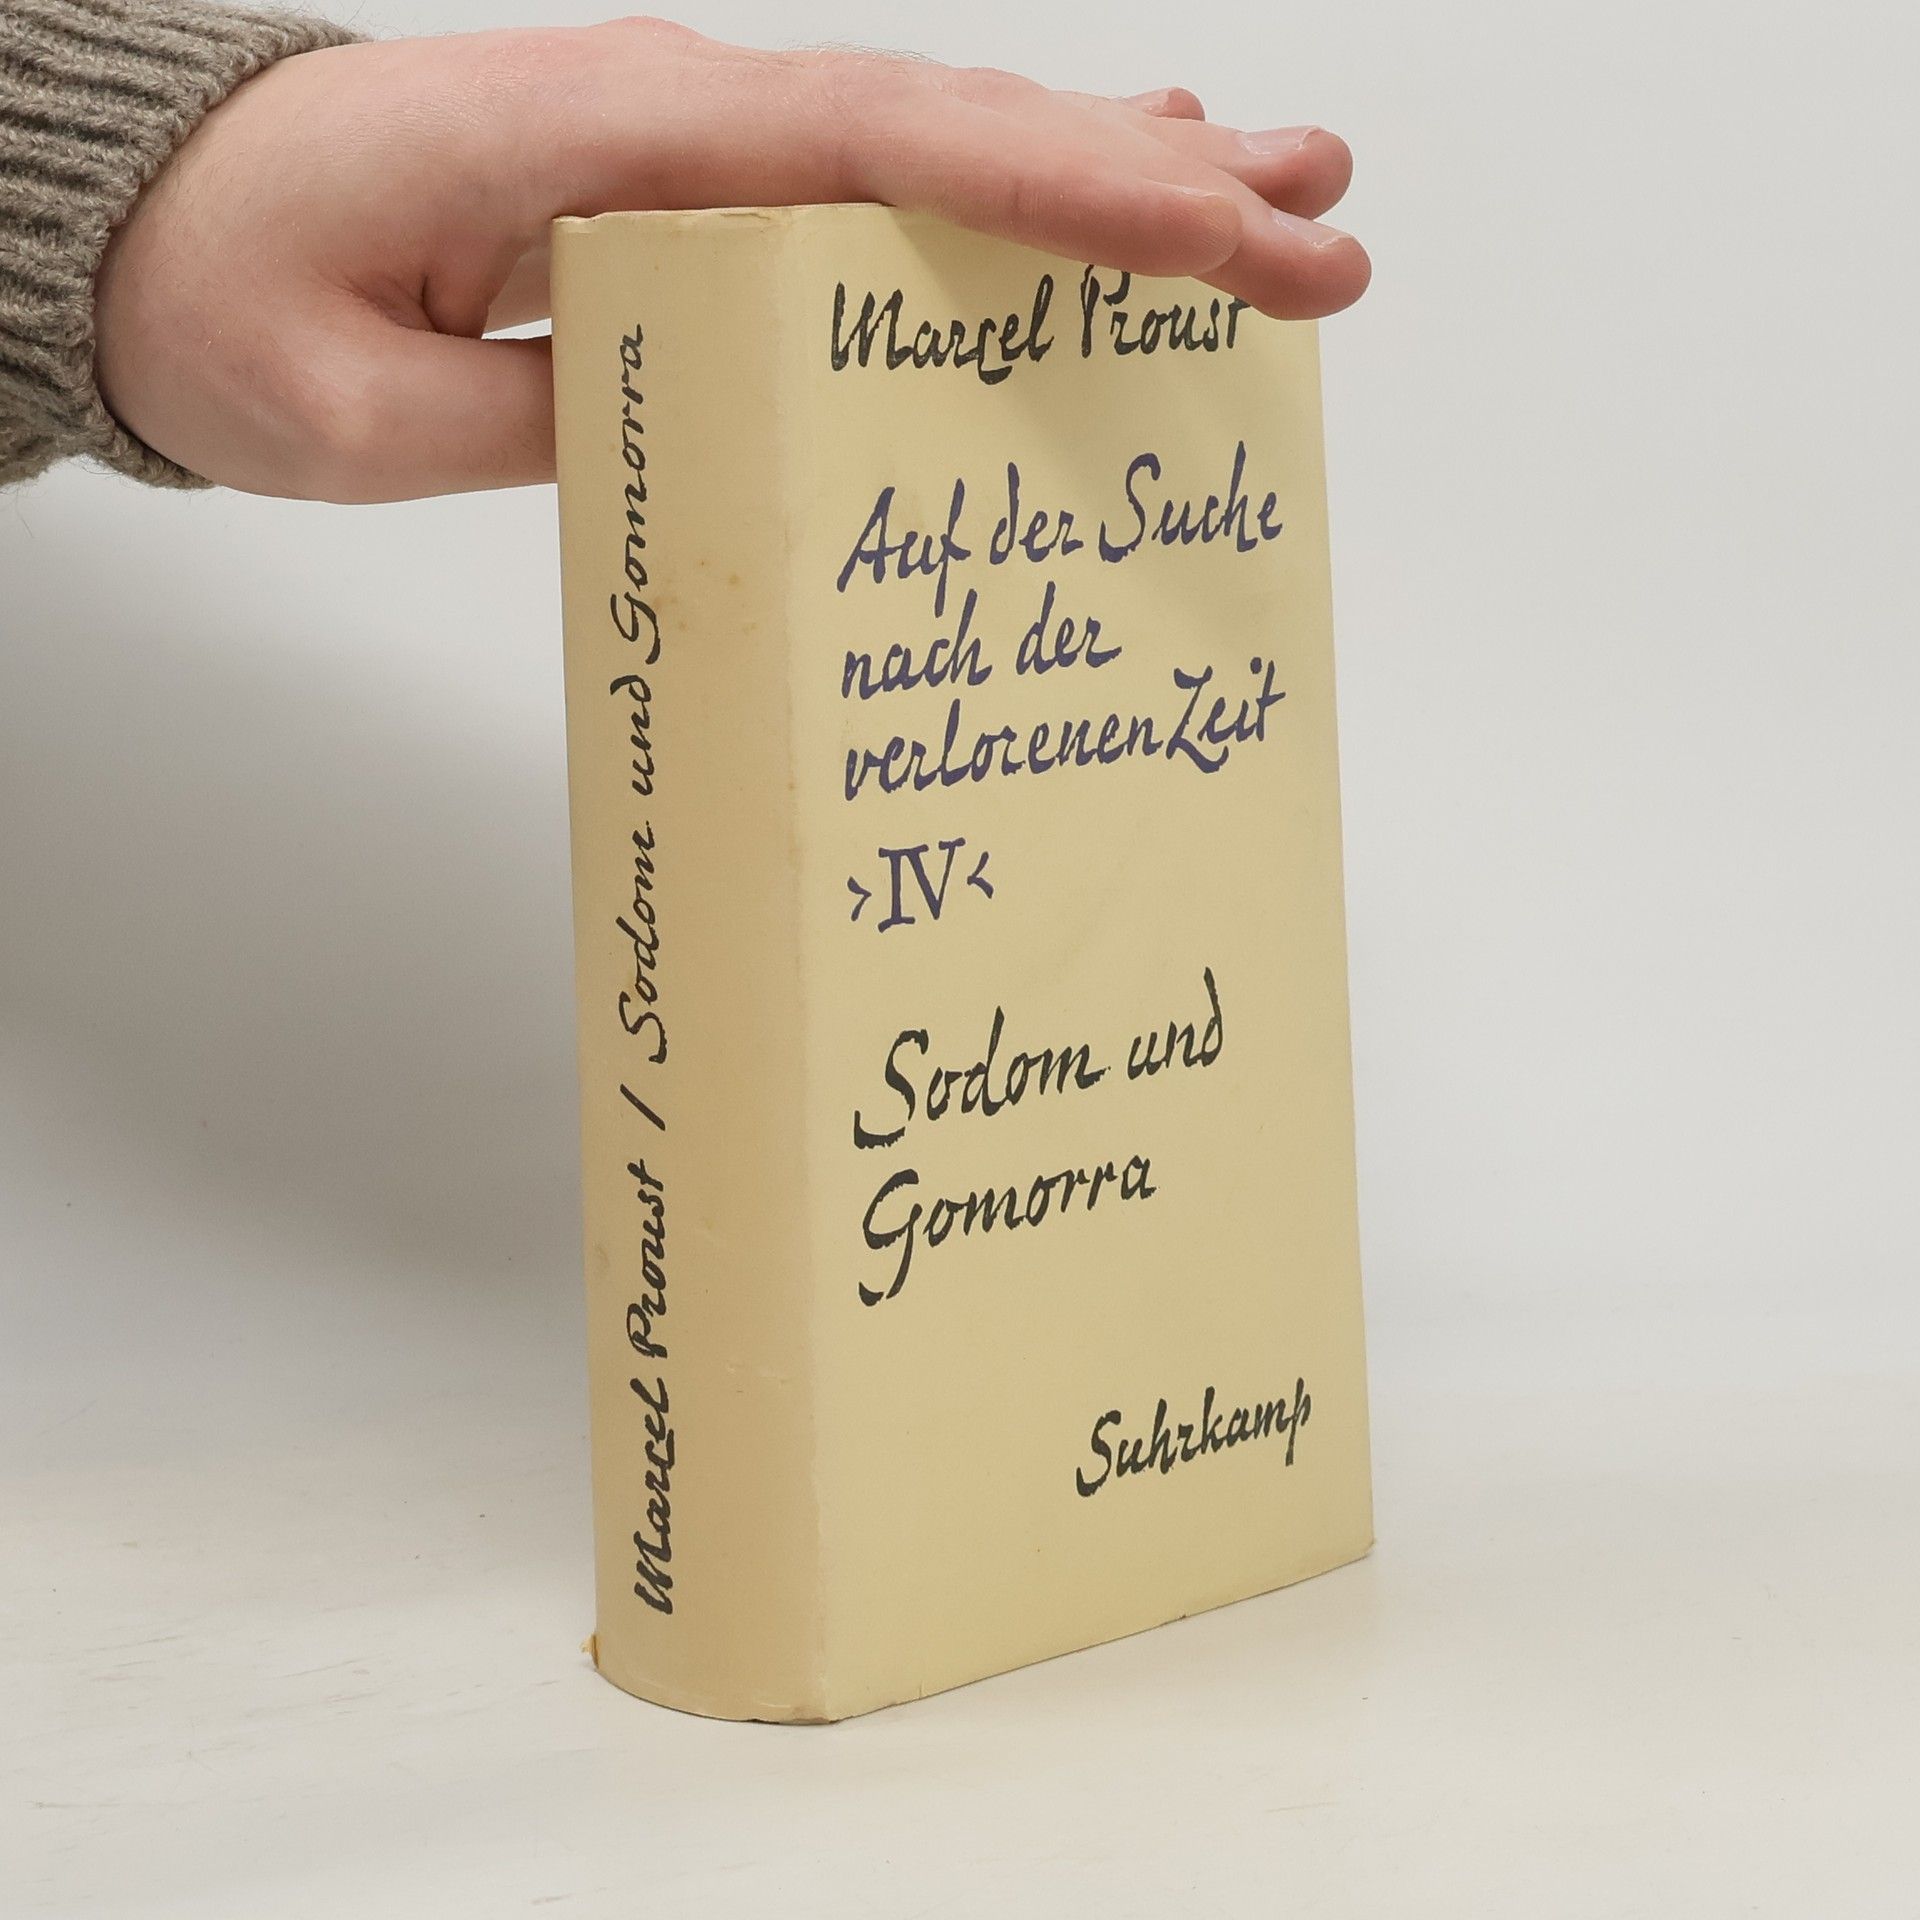 Marcel Proust / Sodom und Gomorra
Marcel Proust
Auf der Suche
nach der
verlorenen Zeit
›IV‹
Sodom und
Gomorra
Suhrkamp